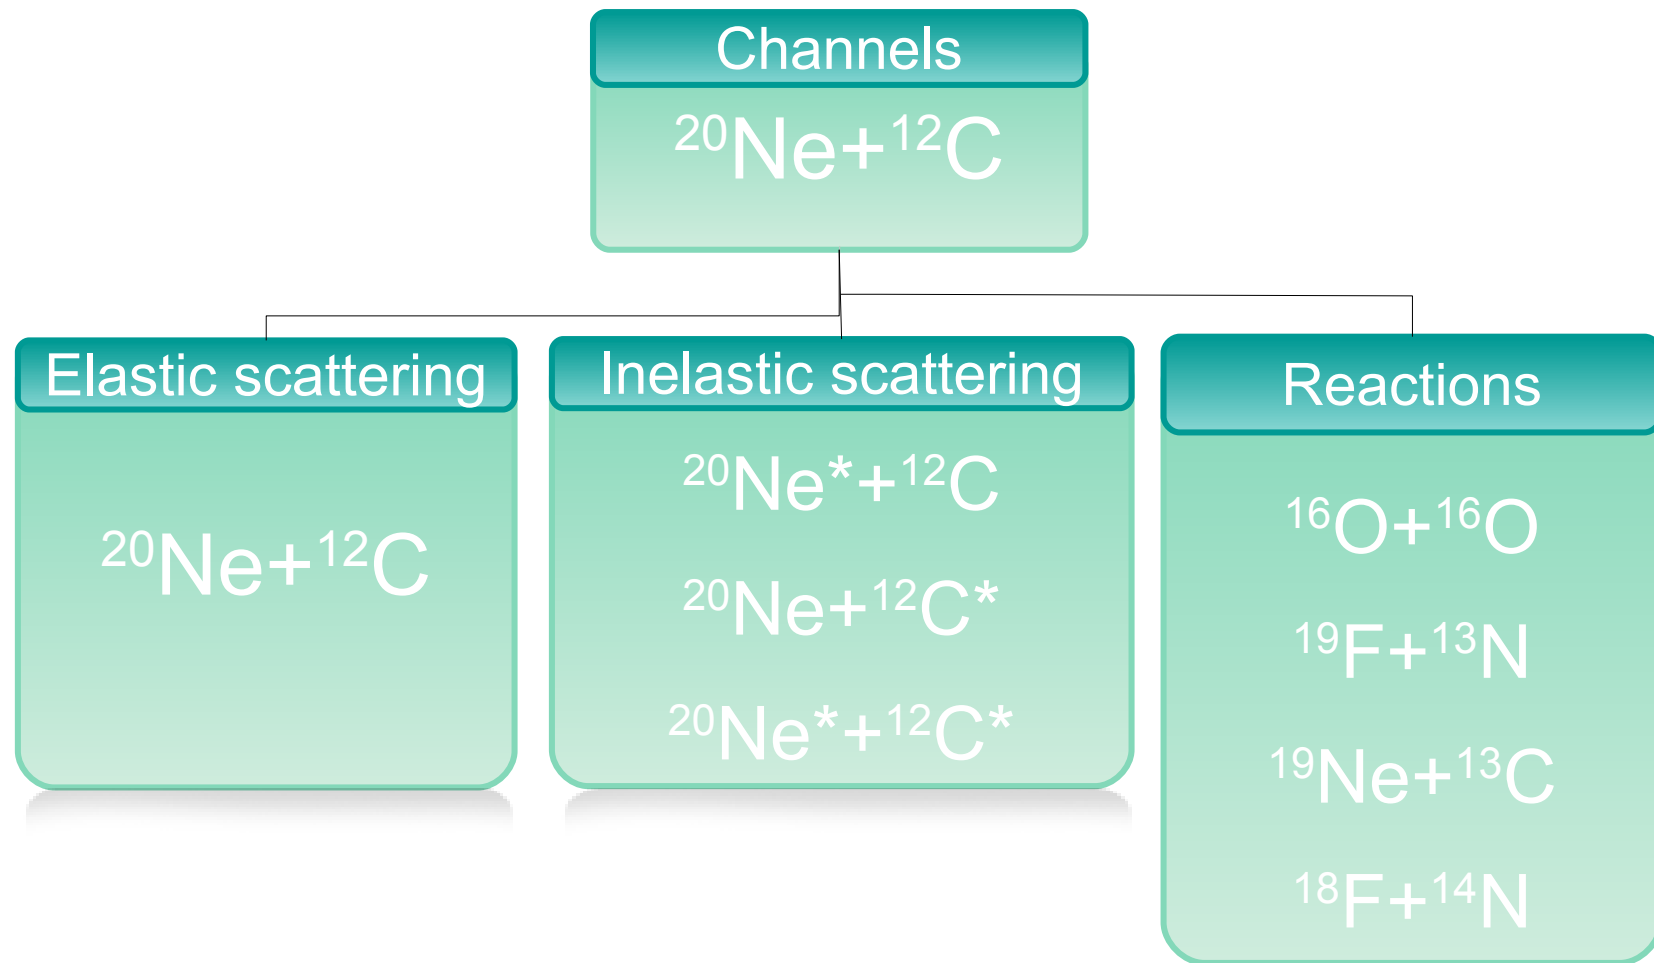 Channels
²⁰Ne+¹²C
Elastic scattering
²⁰Ne+¹²C
Inelastic scattering
²⁰Ne*+¹²C
²⁰Ne+¹²C*
²⁰Ne*+¹²C*
Reactions
¹⁶O+¹⁶O
¹⁹F+¹³N
¹⁹Ne+¹³C
¹⁸F+¹⁴N